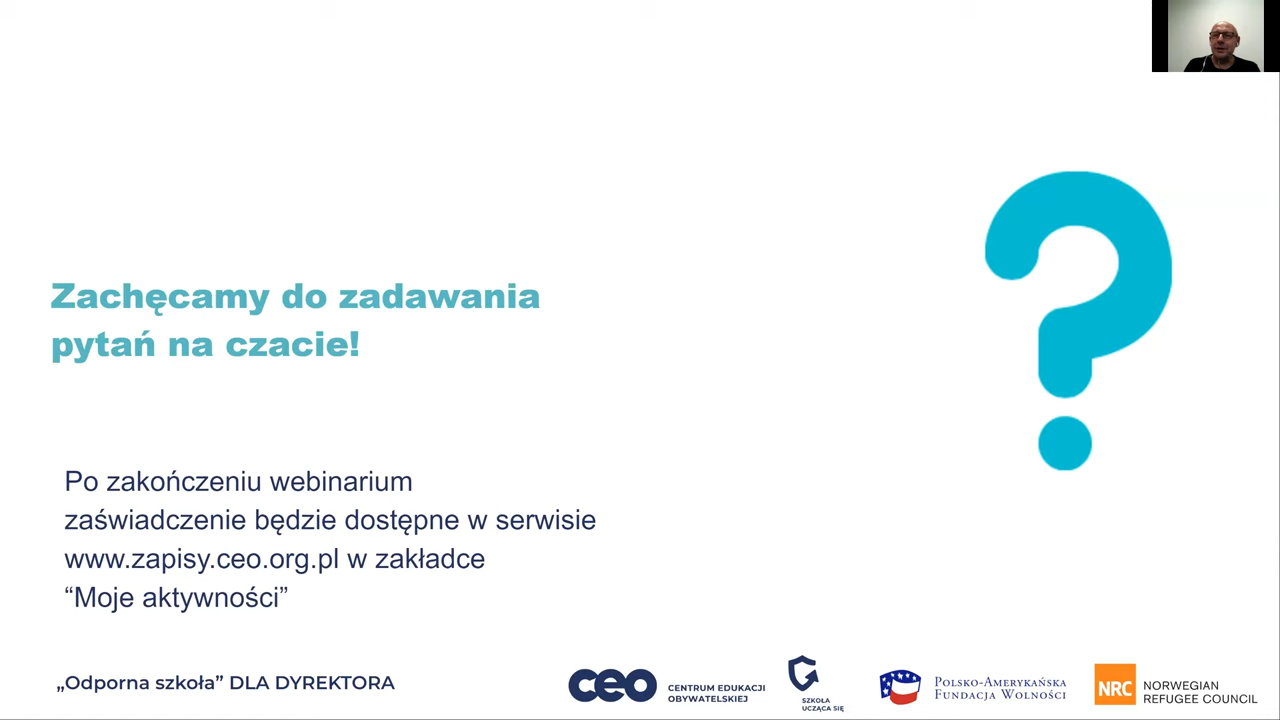 Zachęcamy do zadawania
pytań na czacie!
Po zakończeniu webinarium
zaświadczenie będzie dostępne w serwisie
www.zapisy.ceo.org.pl w zakładce
“Moje aktywności”
„Odporna szkoła” DLA DYREKTORA
ceo
CENTRUM EDUKACJI
OBYWATELSKIEJ
SZKOŁA
UCZĄCA SIĘ
POLSKO-AMERYKAŃSKA
FUNDACJA WOLNOŚCI
NRC
NORWEGIAN
REFUGEE COUNCIL
?